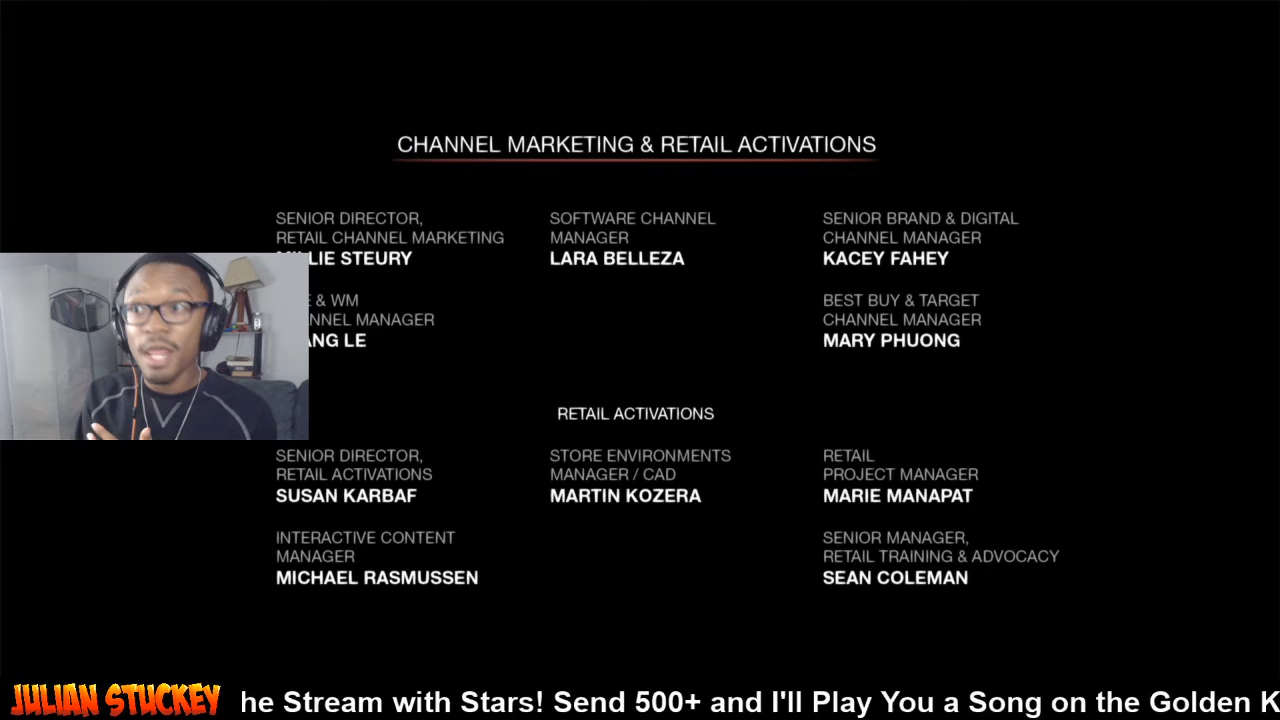 CHANNEL MARKETING & RETAIL ACTIVATIONS
SENIOR DIRECTOR,
RETAIL CHANNEL MARKETING
STEURY
SOFTWARE CHANNEL
MANAGER
LARA BELLEZA
SENIOR BRAND & DIGITAL
CHANNEL MANAGER
KACEY FAHEY
& WM
MANAGER
LE
BEST BUY & TARGET
CHANNEL MANAGER
MARY PHUONG
RETAIL ACTIVATIONS
SENIOR DIRECTOR,
RETAIL ACTIVATIONS
SUSAN KARBAF
STORE ENVIRONMENTS
MANAGER / CAD
MARTIN KOZERA
RETAIL
PROJECT MANAGER
MARIE MANAPAT
INTERACTIVE CONTENT
MANAGER
MICHAEL RASMUSSEN
SENIOR MANAGER,
RETAIL TRAINING & ADVOCACY
SEAN COLEMAN
JULIAN STUCKEY
he Stream with Stars! Send 500+ and I'll Play You a Song on the Golden K